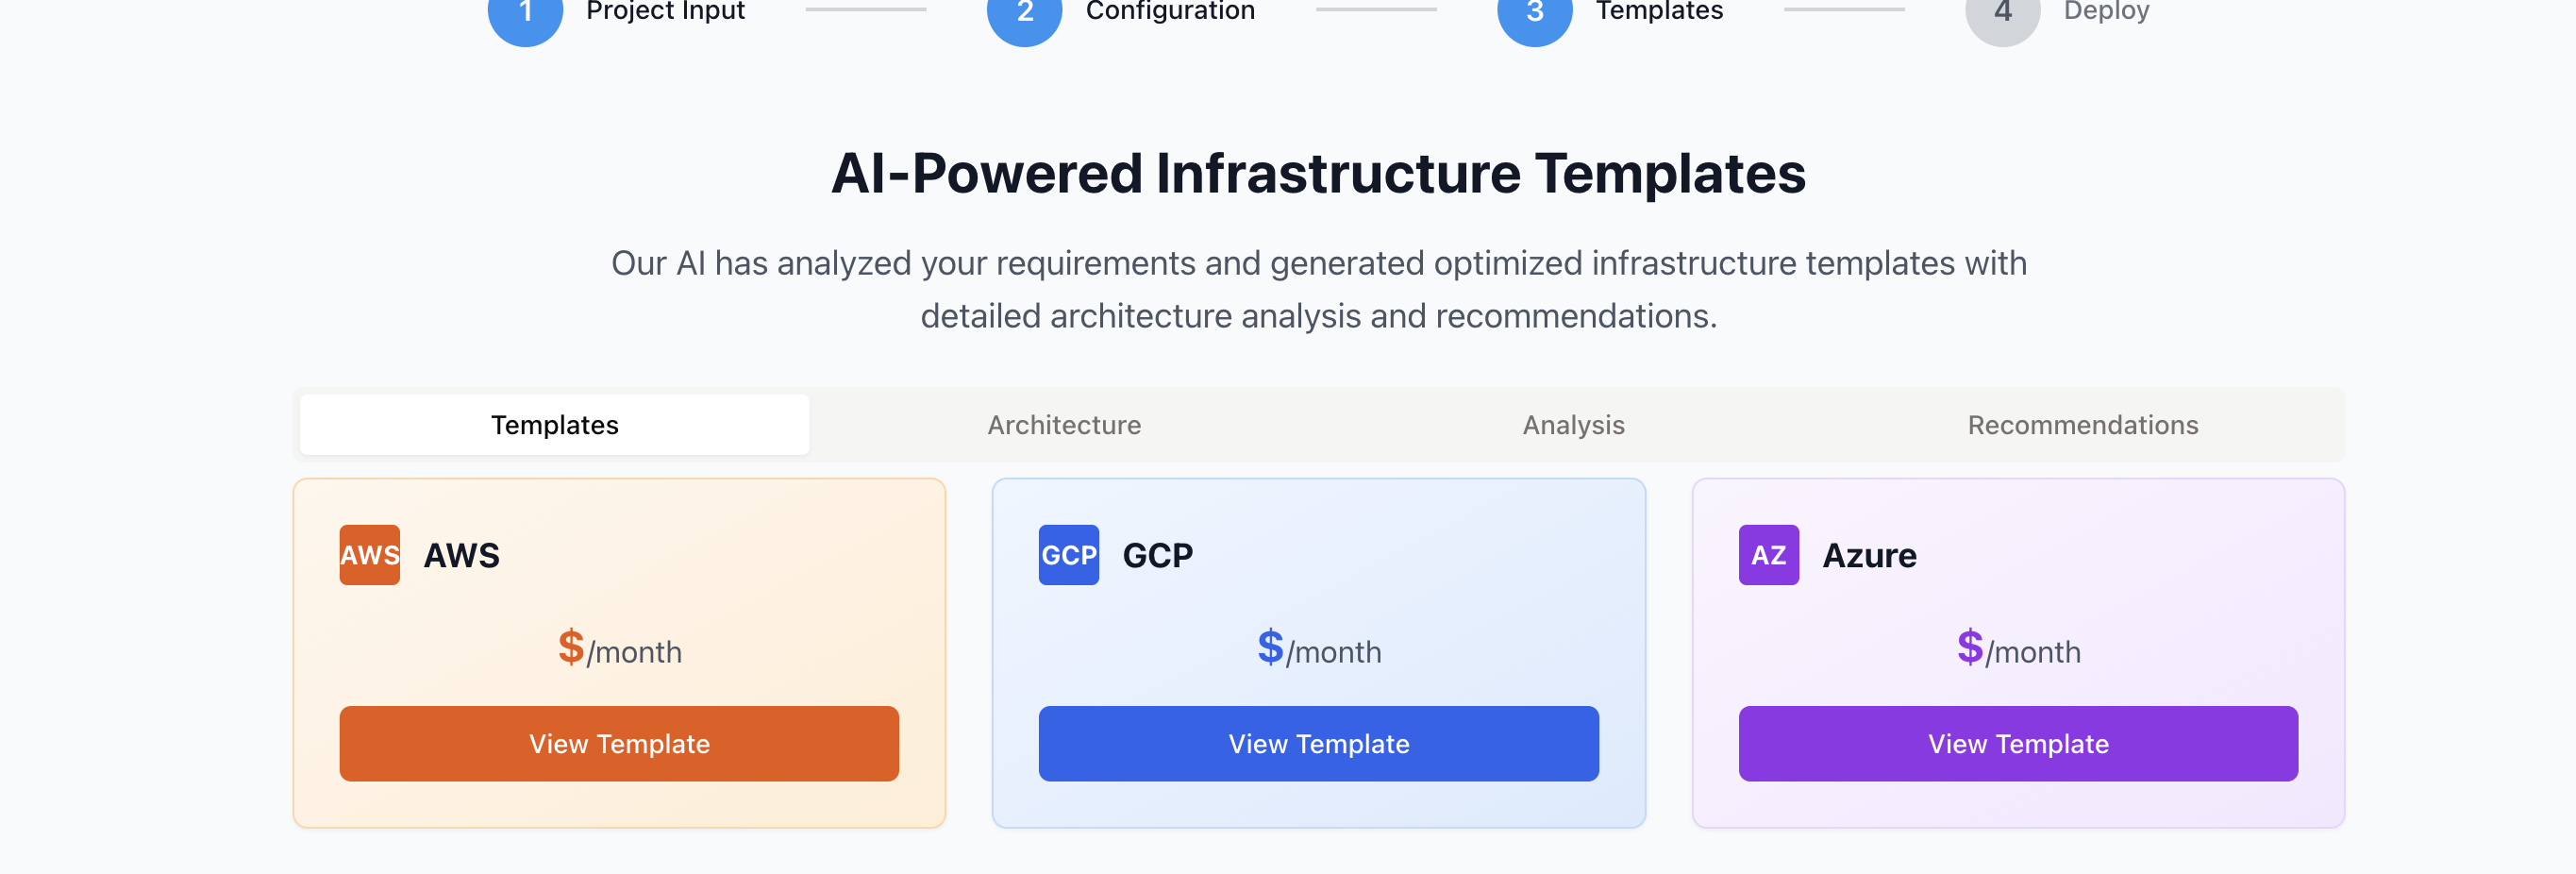 1 Project Input 2 Configuration 3 Templates 4 Deploy
AI-Powered Infrastructure Templates
Our AI has analyzed your requirements and generated optimized infrastructure templates with
detailed architecture analysis and recommendations.
Templates Architecture Analysis Recommendations
AWS AWS
$/month
View Template
GCP GCP
$/month
View Template
AZ Azure
$/month
View Template